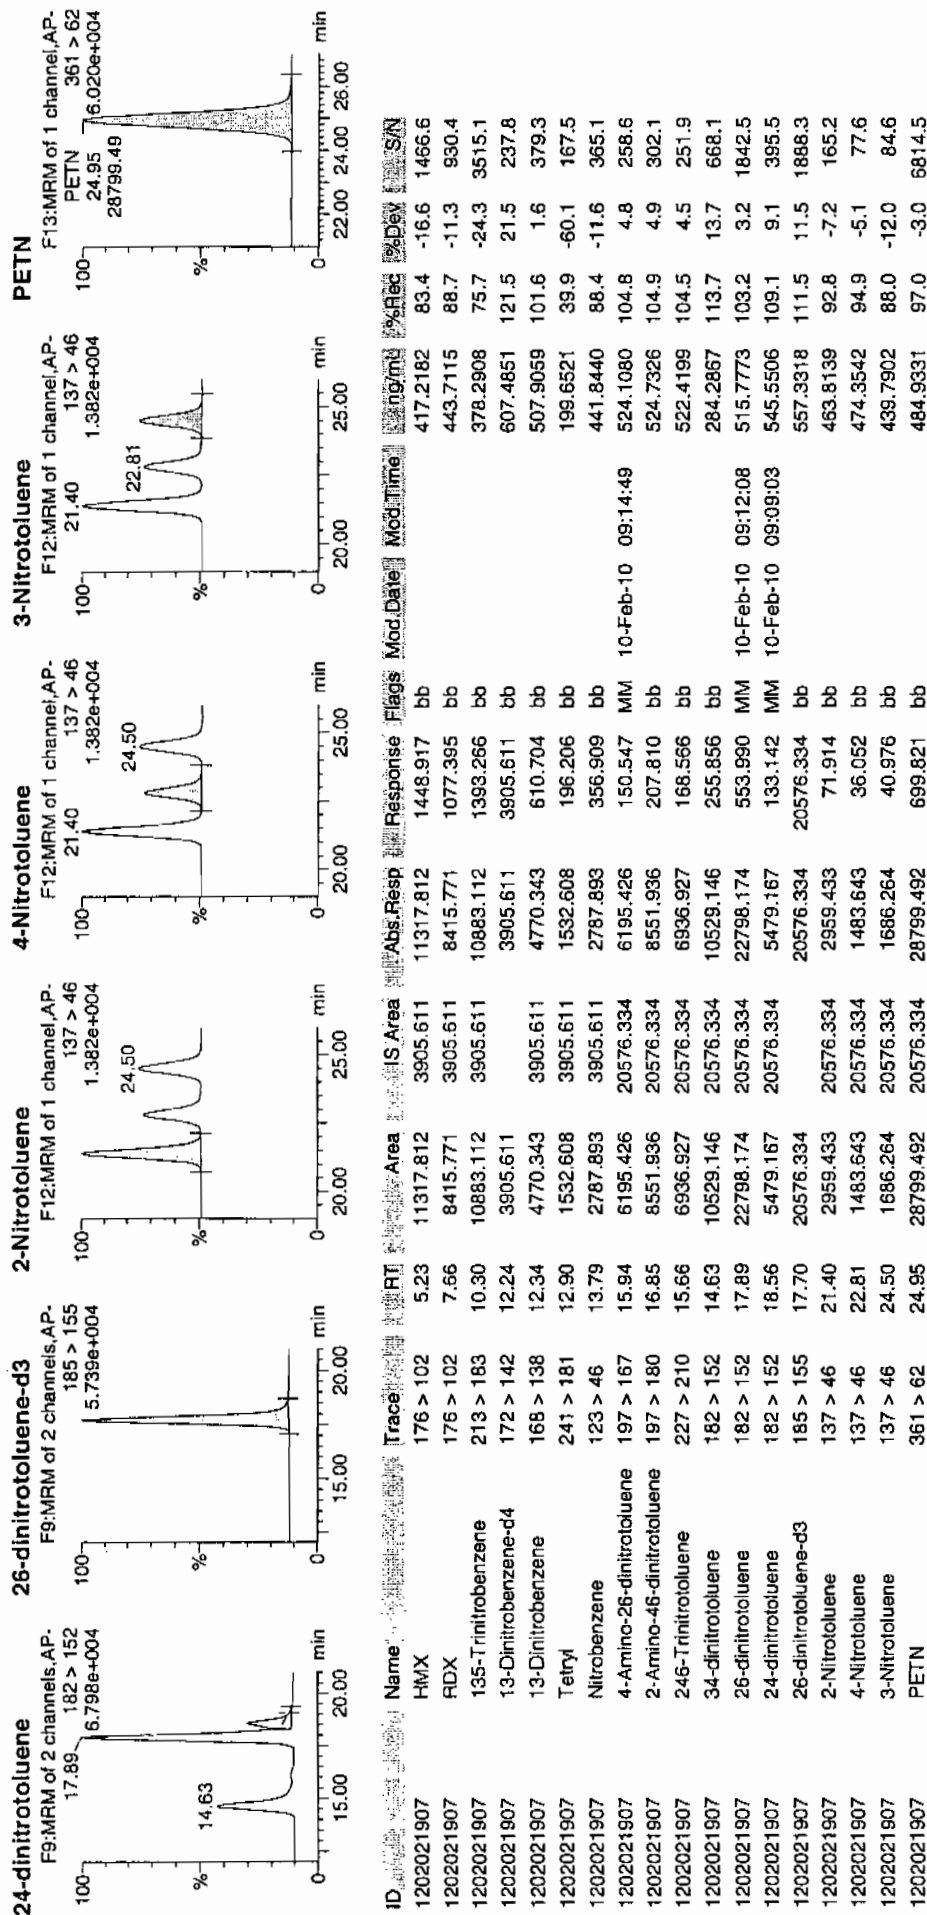 24-dinitrotoluene
F9:MRM of 2 channels,AP-
182 > 152
6.798e+004
17.89
14.63
100
%
0
15.00 20.00 min
26-dinitrotoluene-d3
F9:MRM of 2 channels,AP-
185 > 155
5.739e+004
100
%
0
15.00 20.00 min
2-Nitrotoluene
F12:MRM of 1 channel,AP-
137 > 46
1.382e+004
24.50
100
%
0
20.00 25.00 min
4-Nitrotoluene
F12:MRM of 1 channel,AP-
21.40 137 > 46
1.382e+004
24.50
100
%
0
20.00 25.00 min
3-Nitrotoluene
F12:MRM of 1 channel,AP-
21.40 137 > 46
1.382e+004
22.81
100
%
0
20.00 25.00 min
PETN
F13:MRM of 1 channel,AP-
PETN 361 > 62
24.95 6.020e+004
28799.49
100
%
0
22.00 24.00 26.00 min
ID Name Trace RT Area IS Area Abs.Resp Response Flags Mod.Date Mod.Time ng/ml %Rec %Dev S/N
1202021907 HMX 176 > 102 5.23 11317.812 3905.611 11317.812 1448.917 bb 417.2182 83.4 -16.6 1466.6
1202021907 RDX 176 > 102 7.66 8415.771 3905.611 8415.771 1077.395 bb 443.7115 88.7 -11.3 930.4
1202021907 135-Trinitrobenzene 213 > 183 10.30 10883.112 3905.611 10883.112 1393.266 bb 378.2908 75.7 -24.3 3515.1
1202021907 13-Dinitrobenzene-d4 172 > 142 12.24 3905.611 3905.611 3905.611 bb 607.4851 121.5 21.5 237.8
1202021907 13-Dinitrobenzene 168 > 138 12.34 4770.343 3905.611 4770.343 610.704 bb 507.9059 101.6 1.6 379.3
1202021907 Tetryl 241 > 181 12.90 1532.608 3905.611 1532.608 196.206 bb 199.6521 39.9 -60.1 167.5
1202021907 Nitrobenzene 123 > 46 13.79 2787.893 3905.611 2787.893 356.909 bb 441.8440 88.4 -11.6 365.1
1202021907 4-Amino-26-dinitrotoluene 197 > 167 15.94 6195.426 20576.334 6195.426 150.547 MM 10-Feb-10 09:14:49 524.1080 104.8 4.8 258.6
1202021907 2-Amino-46-dinitrotoluene 197 > 180 16.85 8551.936 20576.334 8551.936 207.810 bb 524.7326 104.9 4.9 302.1
1202021907 246-Trinitrotoluene 227 > 210 15.66 6936.927 20576.334 6936.927 168.566 bb 522.4199 104.5 4.5 251.9
1202021907 34-dinitrotoluene 182 > 152 14.63 10529.146 20576.334 10529.146 255.856 bb 284.2867 113.7 13.7 668.1
1202021907 26-dinitrotoluene 182 > 152 17.89 22798.174 20576.334 22798.174 553.990 MM 10-Feb-10 09:12:08 515.7773 103.2 3.2 1842.5
1202021907 24-dinitrotoluene 182 > 152 18.56 5479.167 20576.334 5479.167 133.142 MM 10-Feb-10 09:09:03 545.5506 109.1 9.1 395.5
1202021907 26-dinitrotoluene-d3 185 > 155 17.70 20576.334 20576.334 20576.334 bb 557.3318 111.5 11.5 1888.3
1202021907 2-Nitrotoluene 137 > 46 21.40 2959.433 20576.334 2959.433 71.914 bb 463.8139 92.8 -7.2 165.2
1202021907 4-Nitrotoluene 137 > 46 22.81 1483.643 20576.334 1483.643 36.052 bb 474.3542 94.9 -5.1 77.6
1202021907 3-Nitrotoluene 137 > 46 24.50 1686.264 20576.334 1686.264 40.976 bb 439.7902 88.0 -12.0 84.6
1202021907 PETN 361 > 62 24.95 28799.492 20576.334 28799.492 699.821 bb 484.9331 97.0 -3.0 6814.5